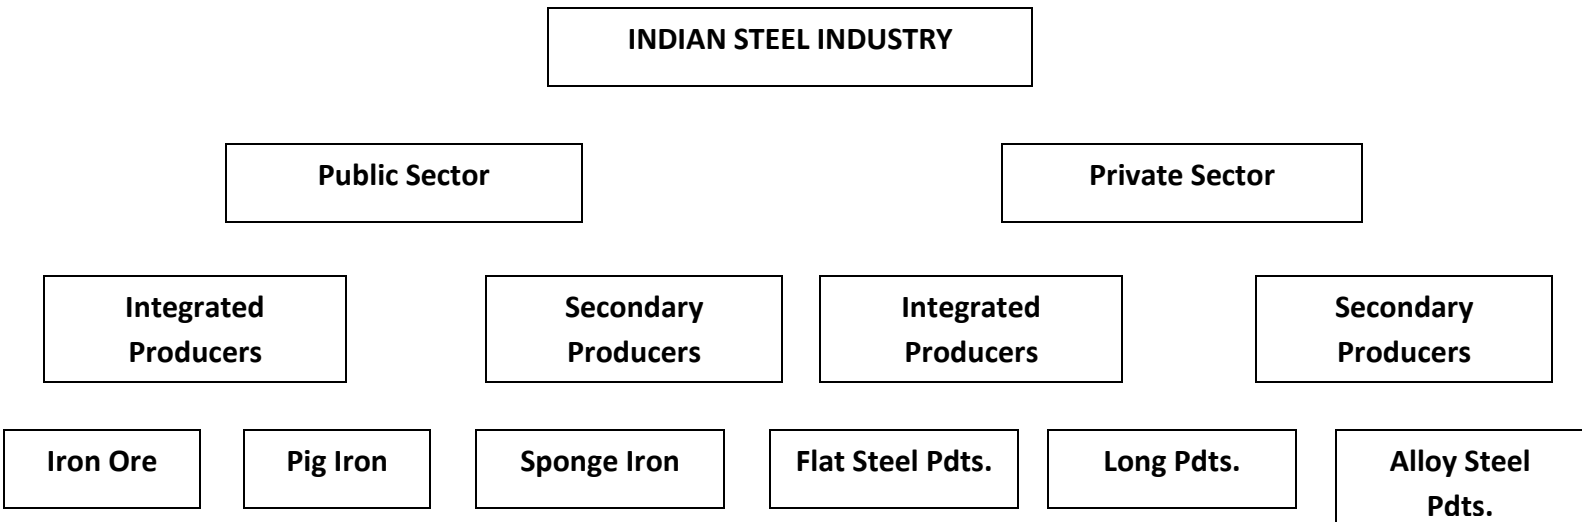 INDIAN STEEL INDUSTRY
Public Sector
Private Sector
Integrated
Producers
Secondary
Producers
Integrated
Producers
Secondary
Producers
Iron Ore
Pig Iron
Sponge Iron
Flat Steel Pdts.
Long Pdts.
Alloy Steel
Pdts.